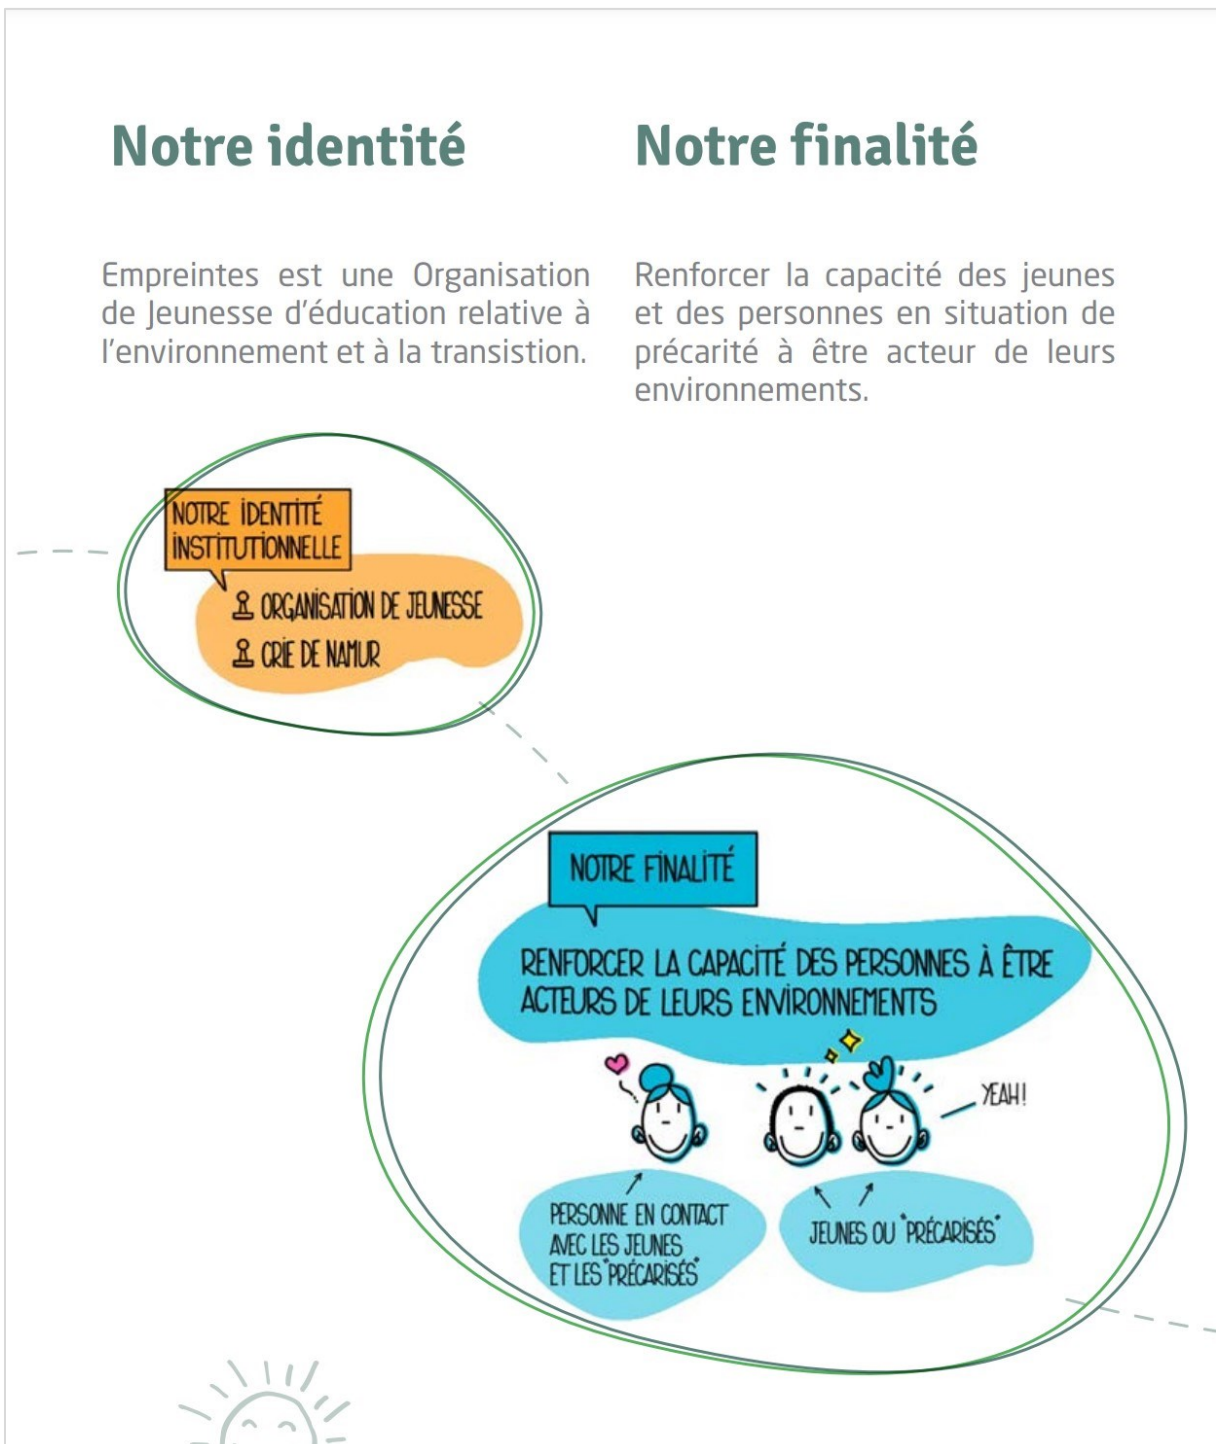 Notre identité
Empreintes est une Organisation
de Jeunesse d'éducation relative à
l'environnement et à la transistion.
Notre finalité
Renforcer la capacité des jeunes
et des personnes en situation de
précarité à être acteur de leurs
environnements.
NOTRE IDENTITÉ
INSTITUTIONNELLE
ORGANISATION DE JEUNESSE
CRIE DE NAMUR
NOTRE FINALITÉ
RENFORCER LA CAPACITÉ DES PERSONNES À ÊTRE
ACTEURS DE LEURS ENVIRONNEMENTS
YEAH!
PERSONNE EN CONTACT
AVEC LES JEUNES
ET LES "PRÉCARISÉS"
JEUNES OU "PRÉCARISÉS"